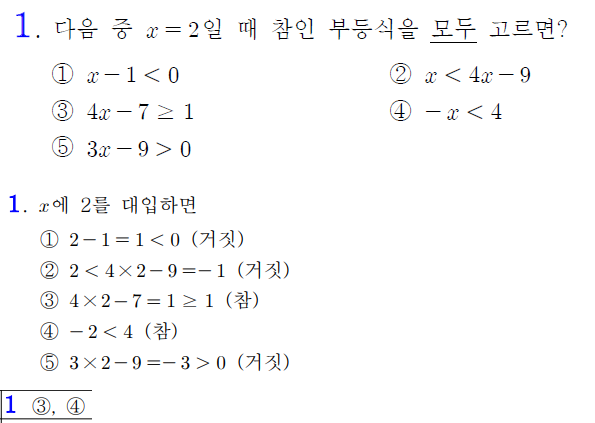 1. 다음 중 x=2일 때 참인 부등식을 모두 고르면?
① x-1<0 ② x<4x-9
③ 4x-7≥1 ④ -x<4
⑤ 3x-9>0
1. x에 2를 대입하면
① 2-1=1<0 (거짓)
② 2<4×2-9=-1 (거짓)
③ 4×2-7=1≥1 (참)
④ -2<4 (참)
⑤ 3×2-9=-3>0 (거짓)
1 ③, ④